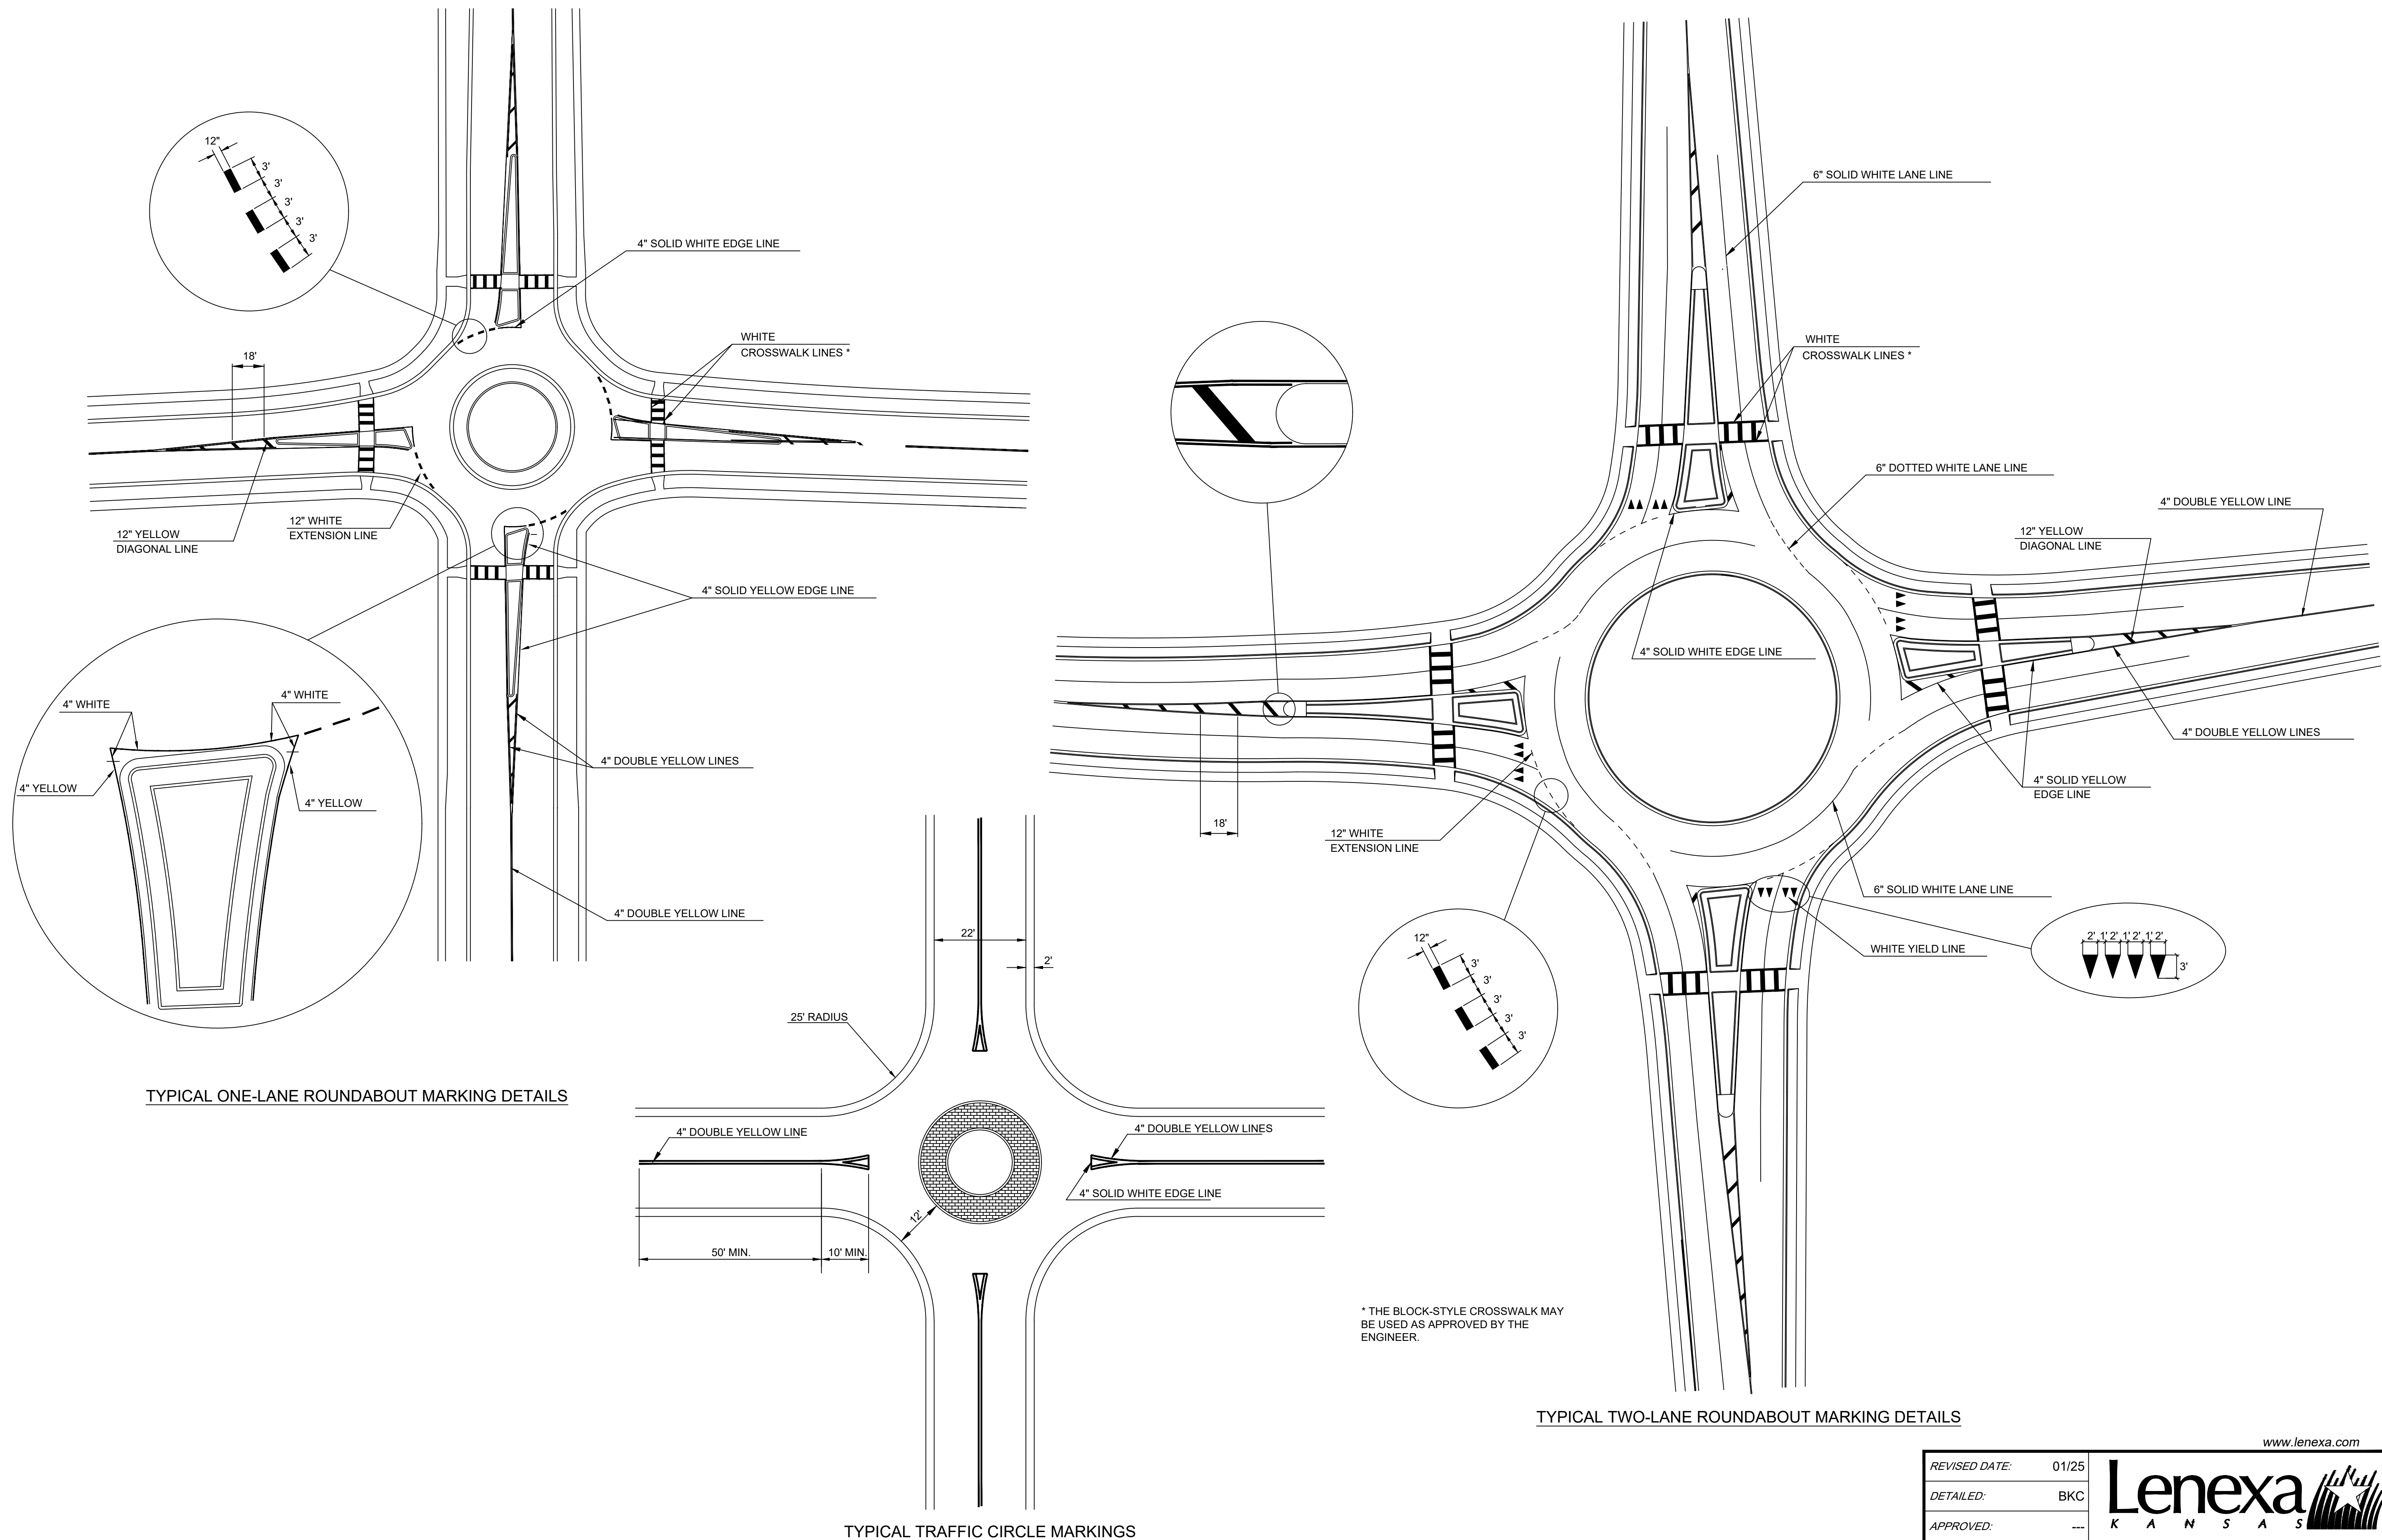 12"
3'
3'
3'
3'
3'
4" SOLID WHITE EDGE LINE
WHITE
CROSSWALK LINES *
18'
12" YELLOW
DIAGONAL LINE
12" WHITE
EXTENSION LINE
4" SOLID YELLOW EDGE LINE
4" WHITE
4" WHITE
4" YELLOW
4" YELLOW
4" DOUBLE YELLOW LINES
4" DOUBLE YELLOW LINE
TYPICAL ONE-LANE ROUNDABOUT MARKING DETAILS
22'
2'
25' RADIUS
4" DOUBLE YELLOW LINE
4" DOUBLE YELLOW LINES
4" SOLID WHITE EDGE LINE
12'
50' MIN.
10' MIN.
TYPICAL TRAFFIC CIRCLE MARKINGS
6" SOLID WHITE LANE LINE
WHITE
CROSSWALK LINES *
6" DOTTED WHITE LANE LINE
4" DOUBLE YELLOW LINE
12" YELLOW
DIAGONAL LINE
4" SOLID WHITE EDGE LINE
4" DOUBLE YELLOW LINES
4" SOLID YELLOW
EDGE LINE
18'
12" WHITE
EXTENSION LINE
6" SOLID WHITE LANE LINE
WHITE YIELD LINE
2' 1' 2' 1' 2' 1' 2'
3'
12"
3'
3'
3'
3'
3'
* THE BLOCK-STYLE CROSSWALK MAY
BE USED AS APPROVED BY THE
ENGINEER.
TYPICAL TWO-LANE ROUNDABOUT MARKING DETAILS
www.lenexa.com
REVISED DATE: 01/25
DETAILED: BKC
APPROVED: ---
Lenexa
KANSAS